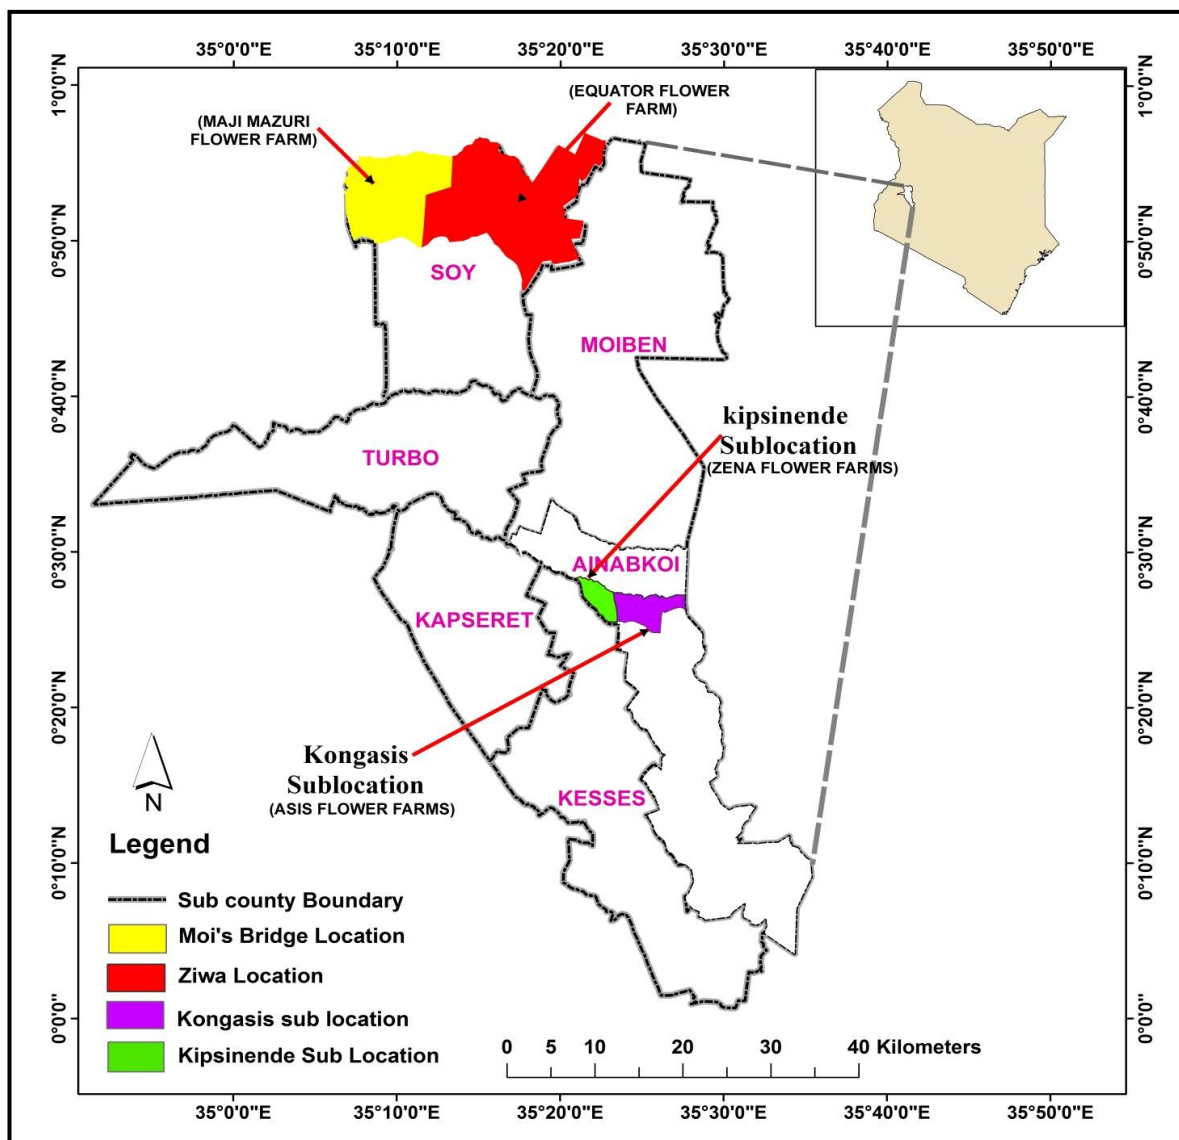 35°0'0"E 35°10'0"E 35°20'0"E 35°30'0"E 35°40'0"E 35°50'0"E
1°0'0"N
0°50'0"N
0°40'0"N
0°30'0"N
0°20'0"N
0°10'0"N
0°0'0"
(MAJI MAZURI
FLOWER FARM)
(EQUATOR FLOWER
FARM)
SOY
MOIBEN
kipsinende
Sublocation
(ZENA FLOWER FARMS)
TURBO
AINABKOI
KAPSERET
Kongasis
Sublocation
(ASIS FLOWER FARMS)
KESSES
N
Legend
Sub county Boundary
Moi's Bridge Location
Ziwa Location
Kongasis sub location
Kipsinende Sub Location
0 5 10 20 30 40 Kilometers
1°0'0"N
0°50'0"N
0°40'0"N
0°30'0"N
0°20'0"N
0°10'0"N
0°0'0"
35°0'0"E 35°10'0"E 35°20'0"E 35°30'0"E 35°40'0"E 35°50'0"E